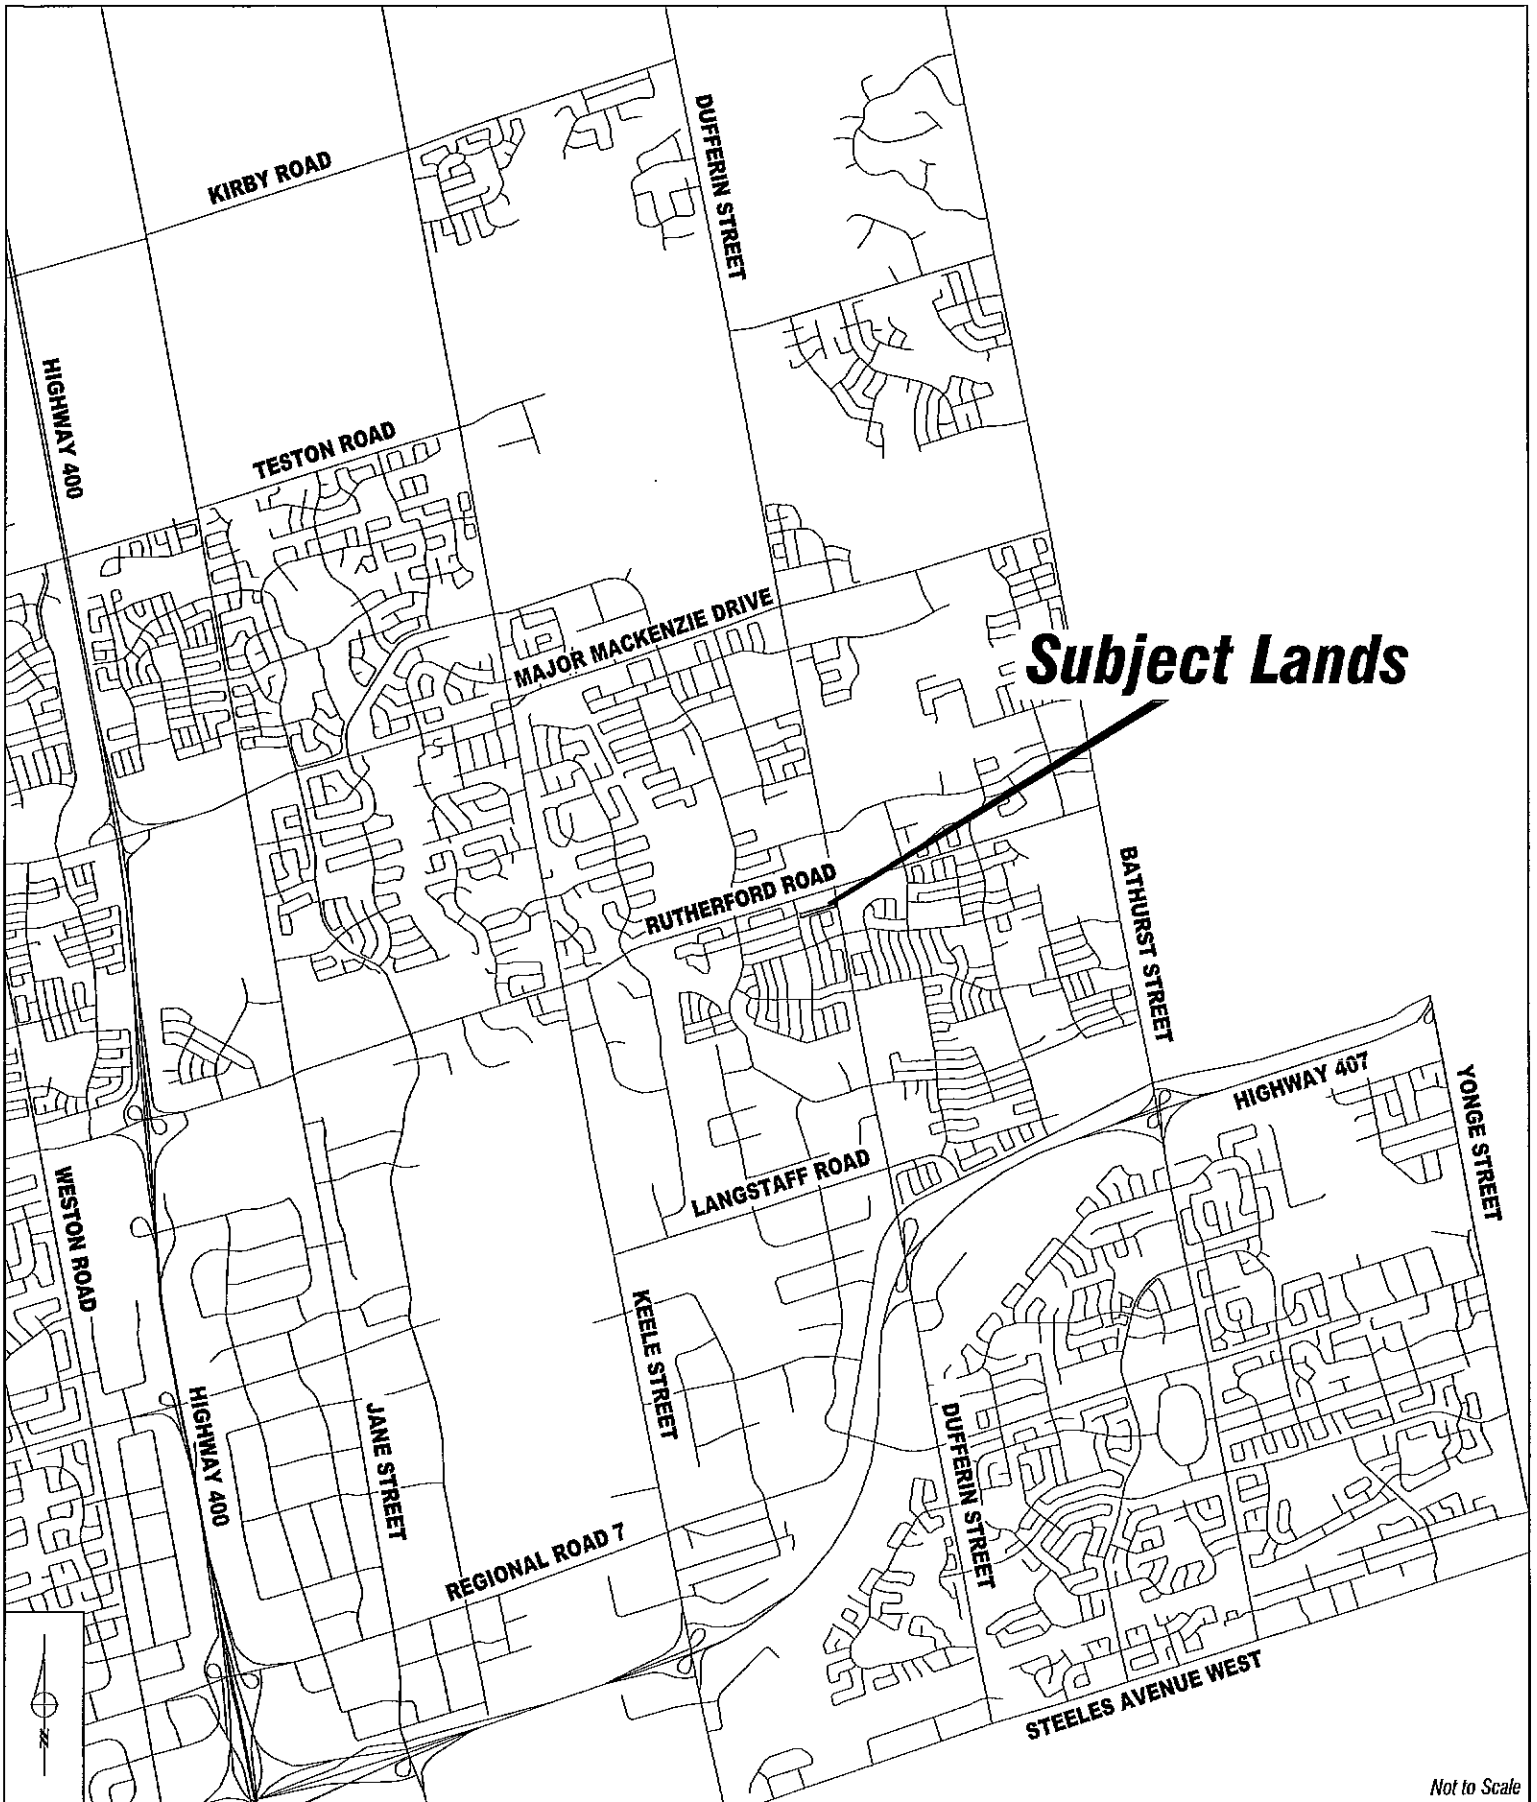 KIRBY ROAD
DUFFERIN STREET
HIGHWAY 400
TESTON ROAD
MAJOR MACKENZIE DRIVE
Subject Lands
RUTHERFORD ROAD
BATHURST STREET
HIGHWAY 407
YONGE STREET
LANGSTAFF ROAD
WESTON ROAD
KEELE STREET
HIGHWAY 400
JANE STREET
DUFFERIN STREET
REGIONAL ROAD 7
STEELES AVENUE WEST
N
Not to Scale